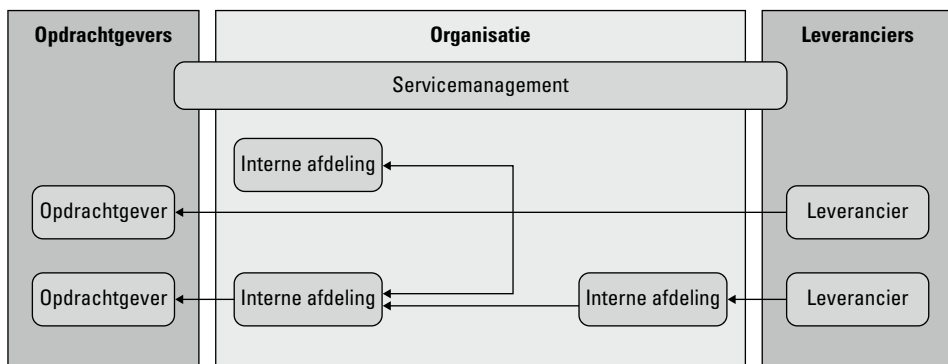 Opdrachtgevers
Organisatie
Leveranciers
Servicemanagement
Interne afdeling
Opdrachtgever
Leverancier
Opdrachtgever
Interne afdeling
Interne afdeling
Leverancier